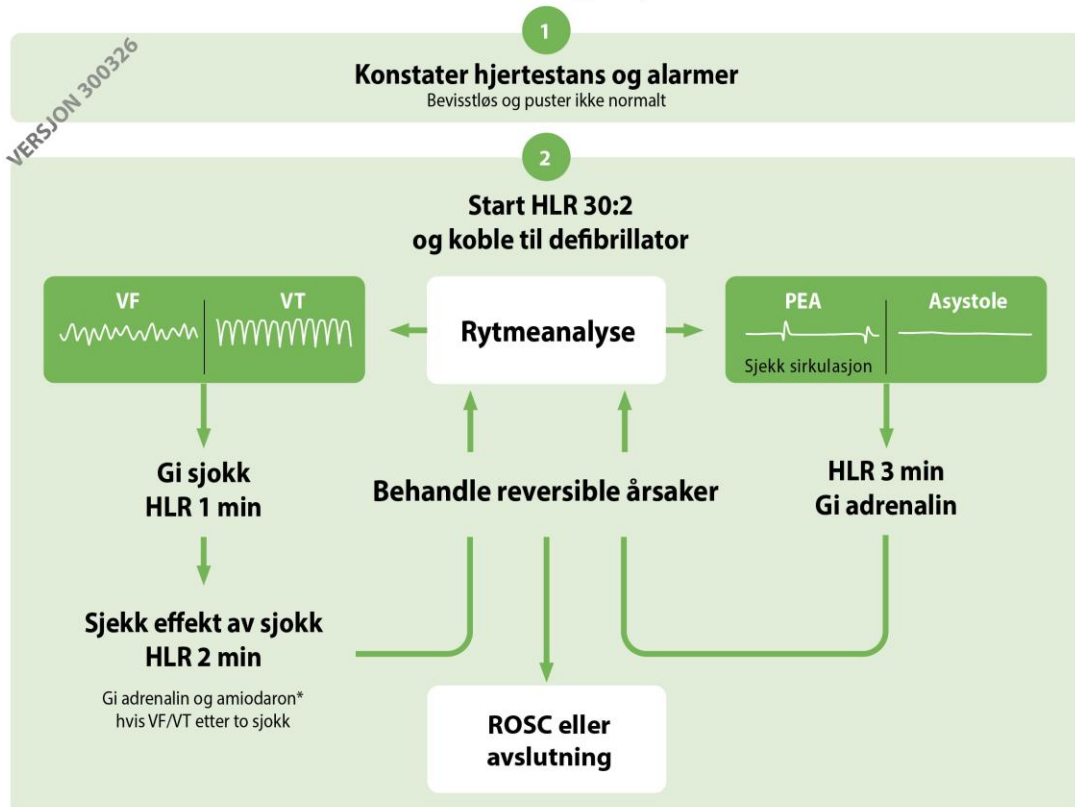 1
Konstater hjertestans og alarmer
Bevisstløs og puster ikke normalt
VERSJON 300326
2
Start HLR 30:2
og koble til defibrillator
VF
VT
Rytmeanalyse
PEA
Asystole
Sjekk sirkulasjon
Gi sjokk
HLR 1 min
Behandle reversible årsaker
HLR 3 min
Gi adrenalin
Sjekk effekt av sjokk
HLR 2 min
Gi adrenalin og amiodaron*
hvis VF/VT etter to sjokk
ROSC eller
avslutning